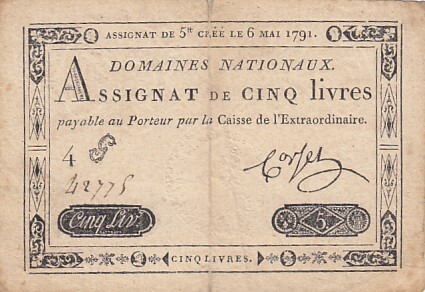 ASSIGNAT DE 5ᵗᵗ CRÉÉ LE 6 MAI 1791.
DOMAINES NATIONAUX.
ASSIGNAT DE CINQ livres
payable au Porteur par la Caisse de l'Extraordinaire.
4 S
42775
Corsel
Cinq Liv.
5.
CINQ LIVRES.